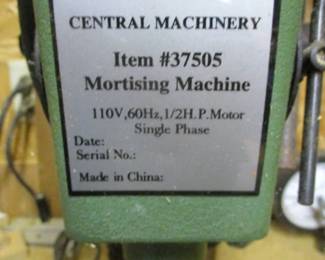 CENTRAL MACHINERY
Item #37505
Mortising Machine
110V,60Hz,1/2H.P.Motor
Single Phase
Date:
Serial No.:
Made in China: